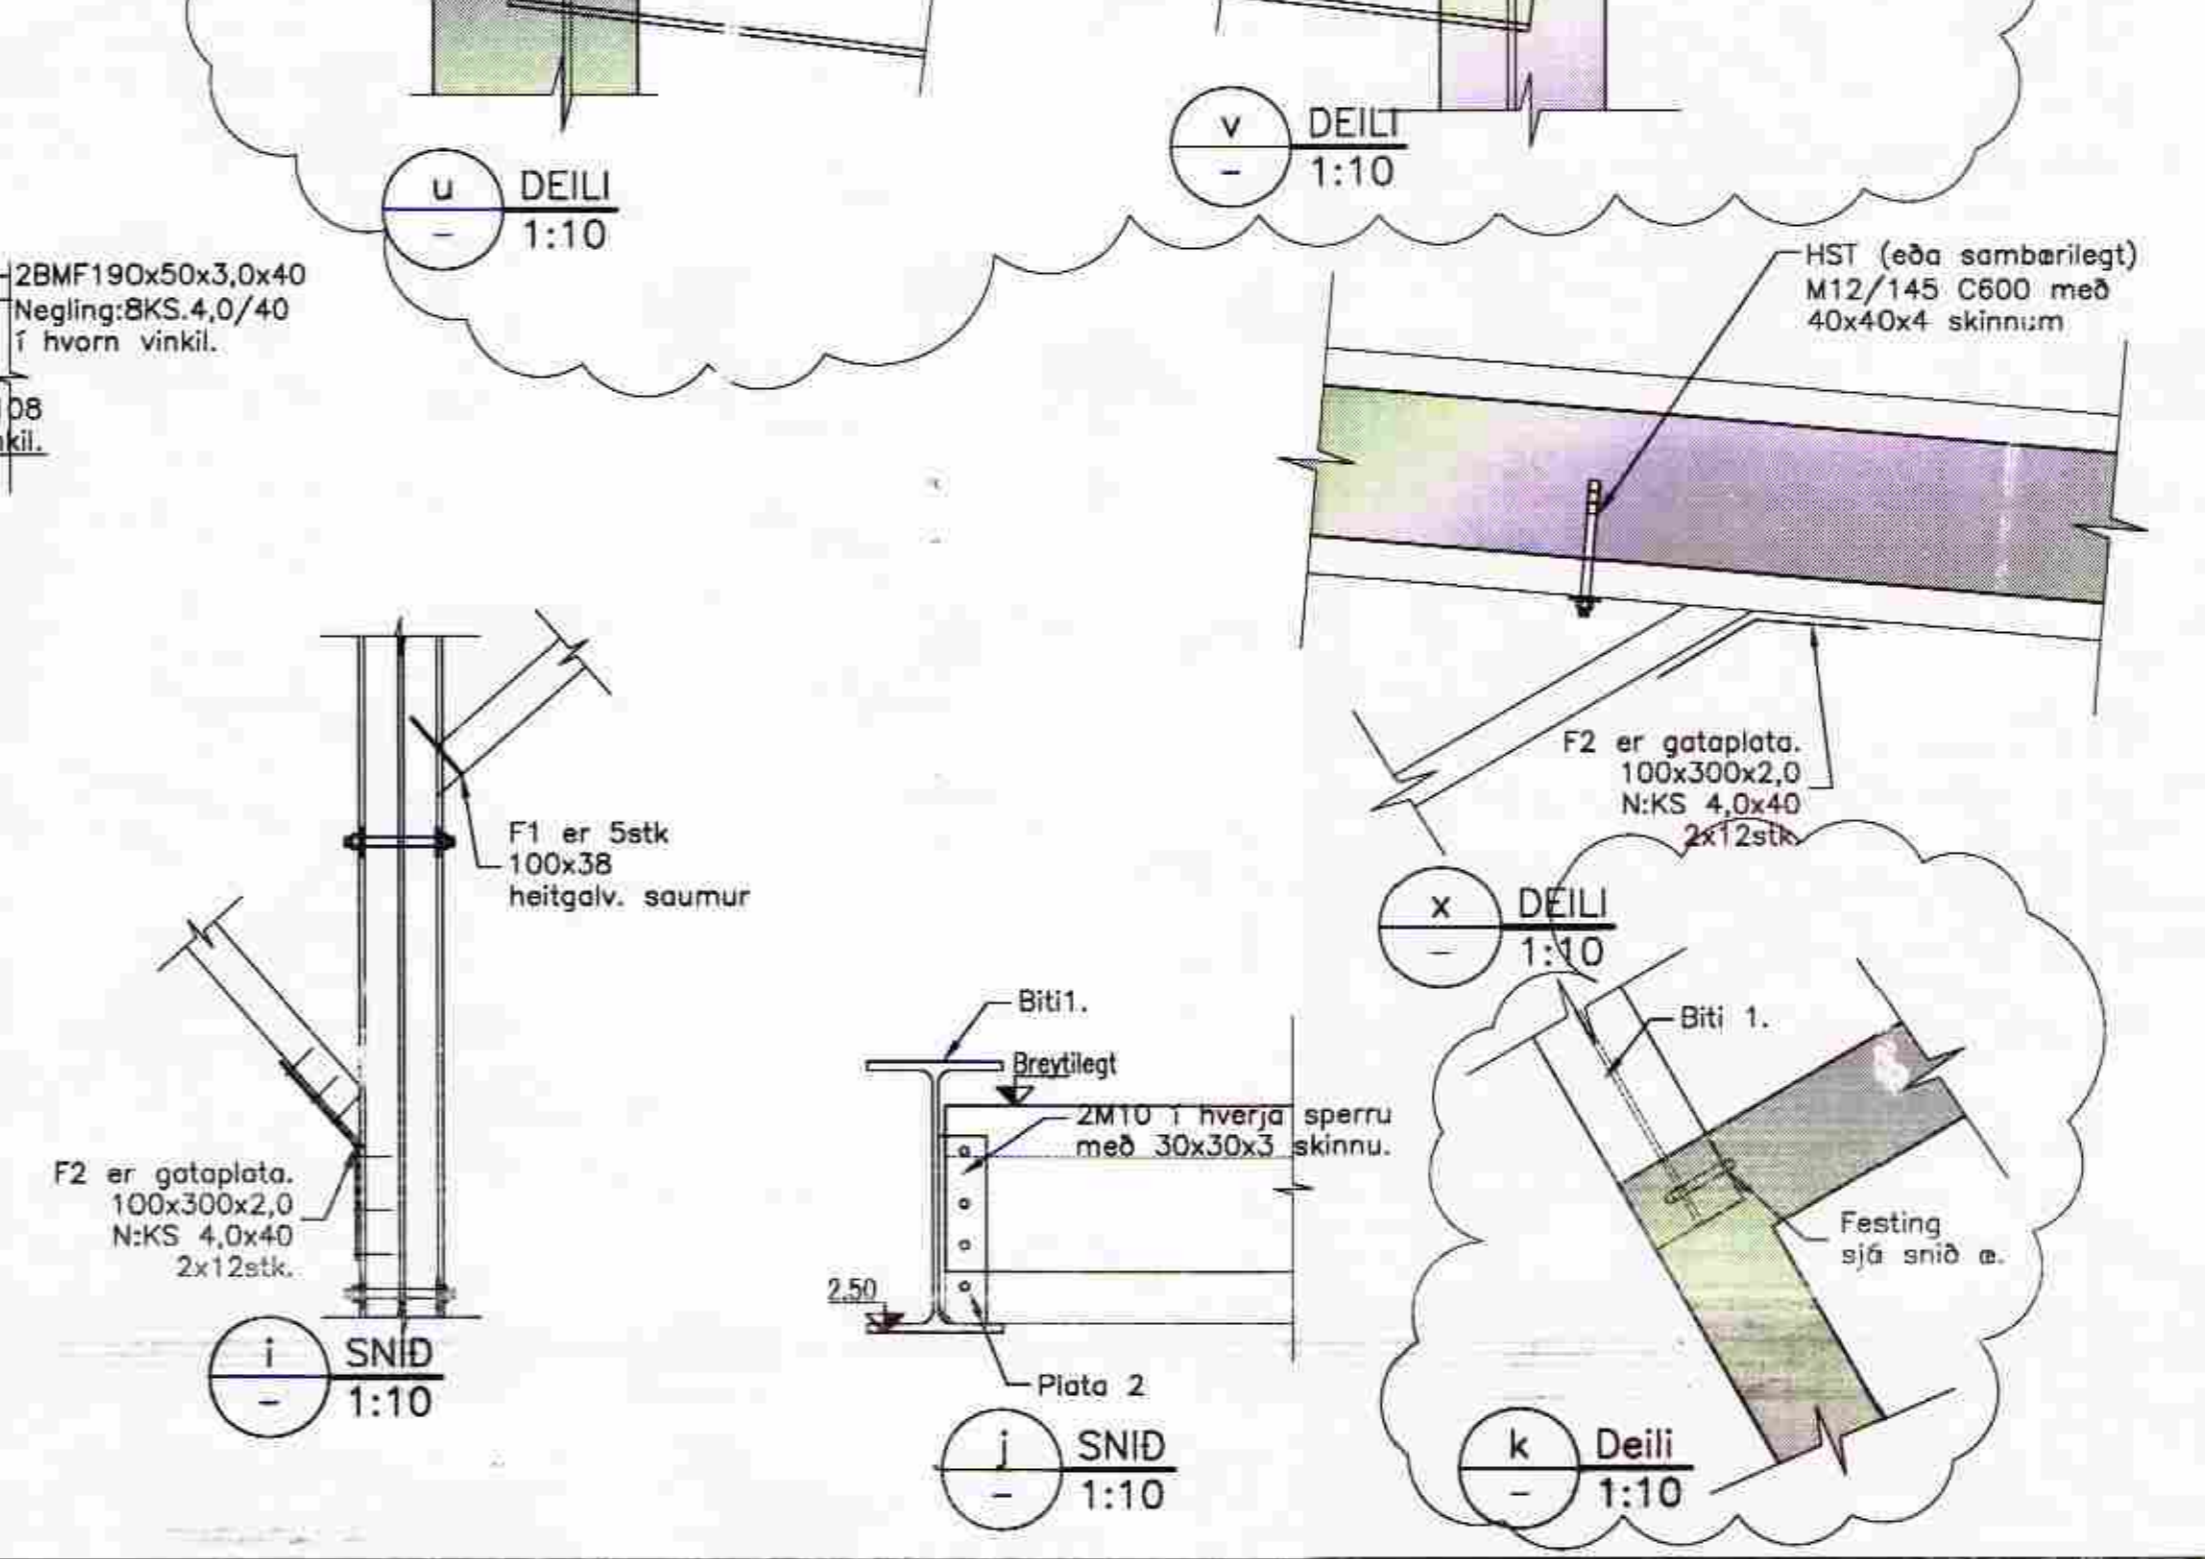 u
DEILI
-
1:10
v
DEILI
-
1:10
2BMF190x50x3,0x40
Negling:8KS.4,0/40
í hvorn vinkil.
HST (eða sambærilegt)
M12/145 C600 með
40x40x4 skinnum
F2 er gataplata.
100x300x2,0
N:KS 4,0x40
2x12stk.
x
DEILI
-
1:10
F1 er 5stk
100x38
heitgalv. saumur
F2 er gataplata.
100x300x2,0
N:KS 4,0x40
2x12stk.
i
SNIÐ
-
1:10
Biti1.
Breytilegt
2M10 í hverja sperru
með 30x30x3 skinnu.
2.50
Plata 2
j
SNIÐ
-
1:10
Biti 1.
Festing
sjá snið æ.
k
Deili
-
1:10